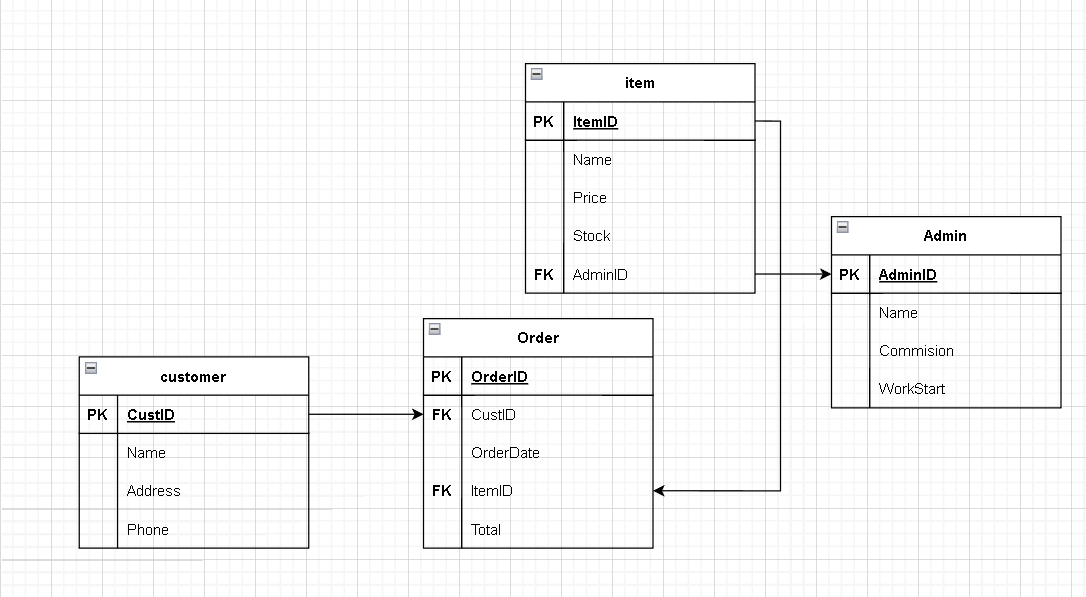 item
PK ItemID
Name
Price
Stock
FK AdminID
Admin
PK AdminID
Name
Commision
WorkStart
Order
PK OrderID
FK CustID
OrderDate
FK ItemID
Total
customer
PK CustID
Name
Address
Phone